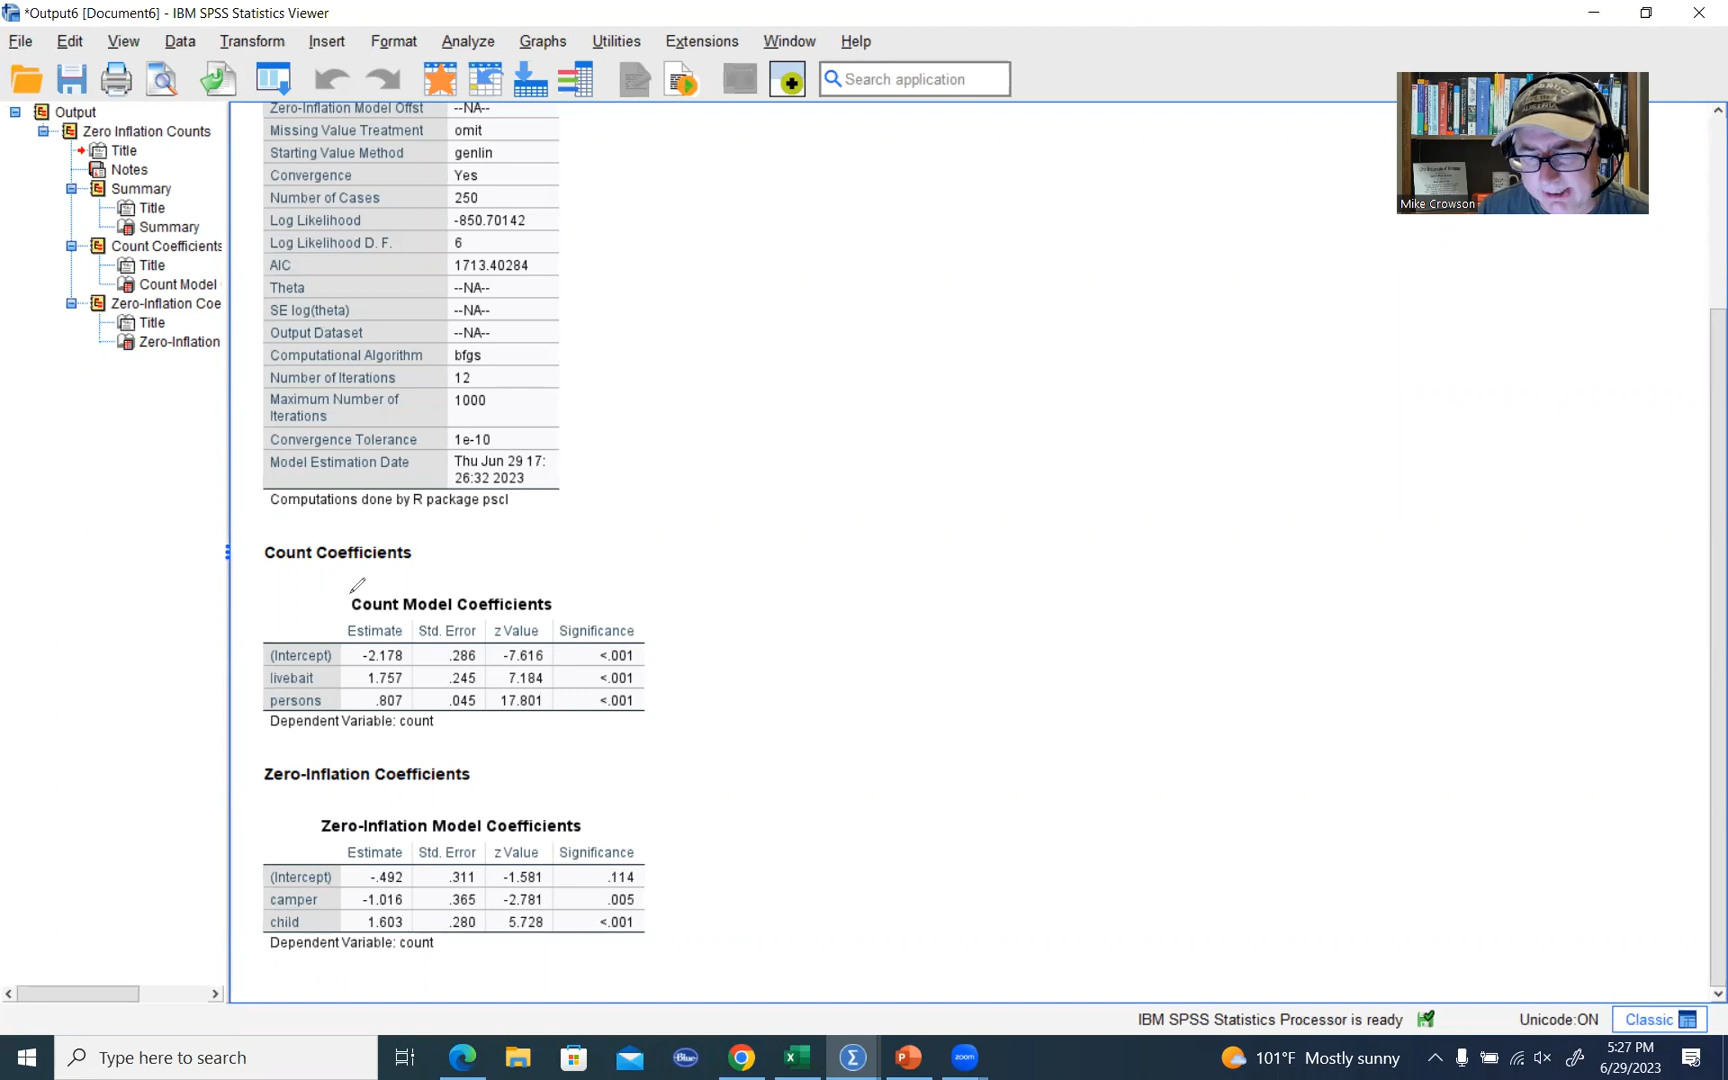 *Output6 [Document6] - IBM SPSS Statistics Viewer
File Edit View Data Transform Insert Format Analyze Graphs Utilities Extensions Window Help
Search application
Output
Zero Inflation Counts
Title
Notes
Summary
Title
Summary
Count Coefficients
Title
Count Model
Zero-Inflation Coe
Title
Zero-Inflation
Zero-Inflation Model Offst --NA--
Missing Value Treatment omit
Starting Value Method genlin
Convergence Yes
Number of Cases 250
Log Likelihood -850.70142
Log Likelihood D. F. 6
AIC 1713.40284
Theta --NA--
SE log(theta) --NA--
Output Dataset --NA--
Computational Algorithm bfgs
Number of Iterations 12
Maximum Number of 1000
Iterations
Convergence Tolerance 1e-10
Model Estimation Date Thu Jun 29 17:
26:32 2023
Computations done by R package pscl
Count Coefficients
Count Model Coefficients
Estimate Std. Error z Value Significance
(Intercept) -2.178 .286 -7.616 <.001
livebait 1.757 .245 7.184 <.001
persons .807 .045 17.801 <.001
Dependent Variable: count
Zero-Inflation Coefficients
Zero-Inflation Model Coefficients
Estimate Std. Error z Value Significance
(Intercept) -.492 .311 -1.581 .114
camper -1.016 .365 -2.781 .005
child 1.603 .280 5.728 <.001
Dependent Variable: count
Mike Crowson
IBM SPSS Statistics Processor is ready Unicode:ON Classic
Type here to search
Blue
zoom
101°F Mostly sunny
5:27 PM
6/29/2023